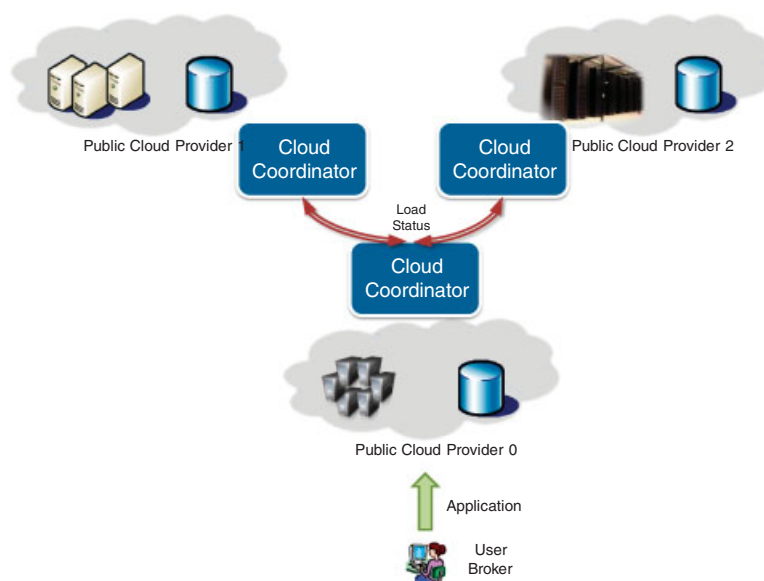 Public Cloud Provider 1
Cloud
Coordinator
Cloud
Coordinator
Public Cloud Provider 2
Load
Status
Cloud
Coordinator
Public Cloud Provider 0
Application
User
Broker